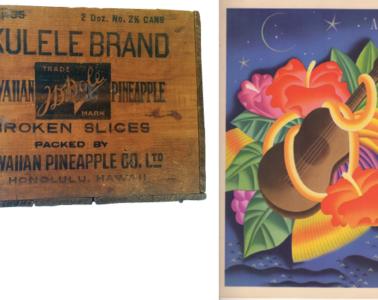 2 Doz. No. 2½ CANS
KULELE BRAND
TRADE
MARK
PINEAPPLE
BROKEN SLICES
PACKED BY
WAIIAN PINEAPPLE CO. LTD
HONOLULU, HAWAII
A